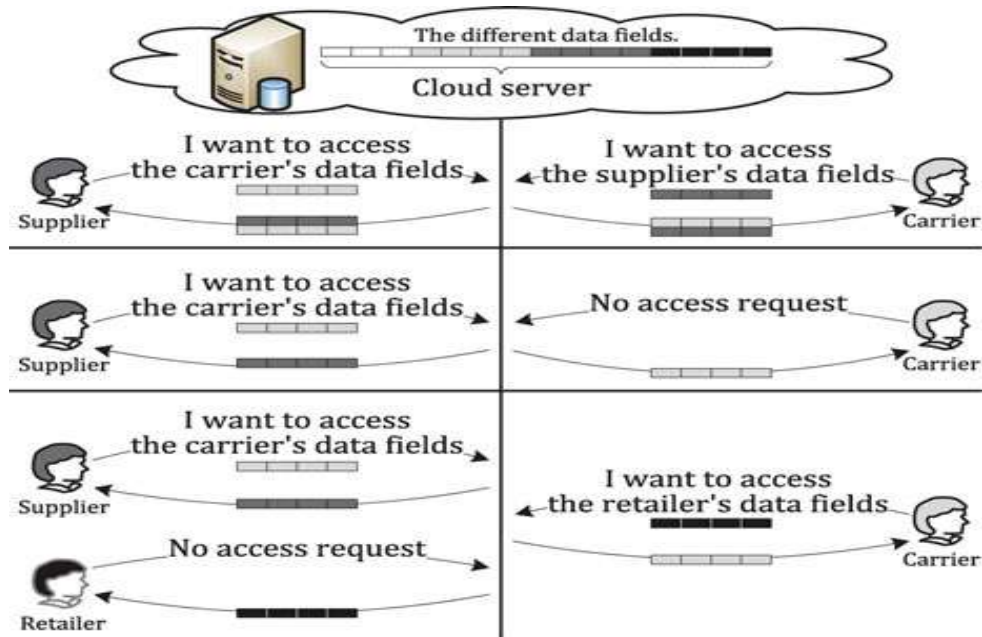 The different data fields.
Cloud server
I want to access
the carrier's data fields
Supplier
I want to access
the supplier's data fields
Carrier
I want to access
the carrier's data fields
Supplier
No access request
Carrier
I want to access
the carrier's data fields
Supplier
No access request
Retailer
I want to access
the retailer's data fields
Carrier